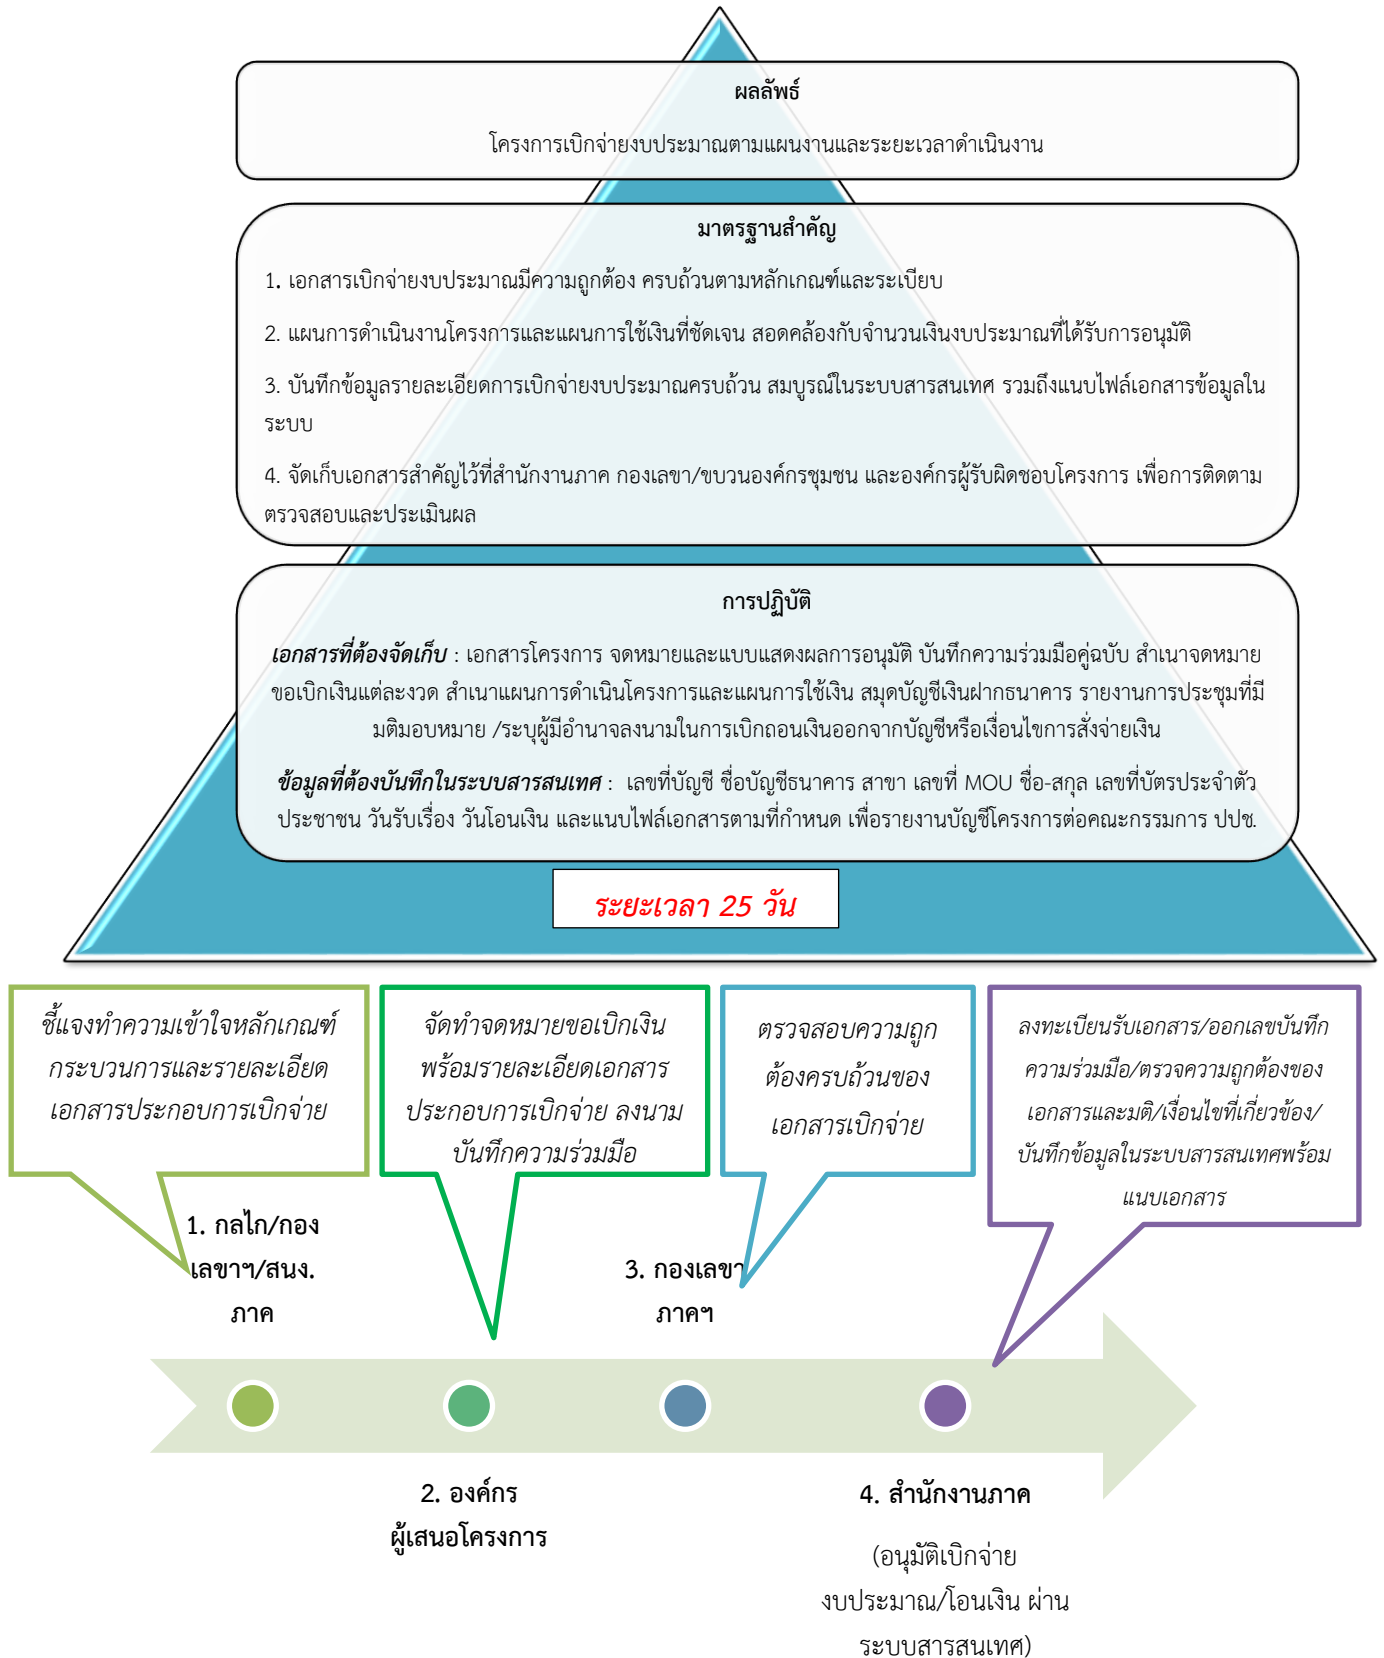 ผลลัพธ์
โครงการเบิกจ่ายงบประมาณตามแผนงานและระยะเวลาดำเนินงาน
มาตรฐานสำคัญ
1. เอกสารเบิกจ่ายงบประมาณมีความถูกต้อง ครบถ้วนตามหลักเกณฑ์และระเบียบ
2. แผนการดำเนินงานโครงการและแผนการใช้เงินที่ชัดเจน สอดคล้องกับจำนวนเงินงบประมาณที่ได้รับการอนุมัติ
3. บันทึกข้อมูลรายละเอียดการเบิกจ่ายงบประมาณครบถ้วน สมบูรณ์ในระบบสารสนเทศ รวมถึงแนบไฟล์เอกสารข้อมูลใน
ระบบ
4. จัดเก็บเอกสารสำคัญไว้ที่สำนักงานภาค กองเลขา/ขบวนองค์กรชุมชน และองค์กรผู้รับผิดชอบโครงการ เพื่อการติดตาม
ตรวจสอบและประเมินผล
การปฏิบัติ
เอกสารที่ต้องจัดเก็บ : เอกสารโครงการ จดหมายและแบบแสดงผลการอนุมัติ บันทึกความร่วมมือคู่ฉบับ สำเนาจดหมาย
ขอเบิกเงินแต่ละงวด สำเนาแผนการดำเนินโครงการและแผนการใช้เงิน สมุดบัญชีเงินฝากธนาคาร รายงานการประชุมที่มี
มติมอบหมาย /ระบุผู้มีอำนาจลงนามในการเบิกถอนเงินออกจากบัญชีหรือเงื่อนไขการสั่งจ่ายเงิน
ข้อมูลที่ต้องบันทึกในระบบสารสนเทศ : เลขที่บัญชี ชื่อบัญชีธนาคาร สาขา เลขที่ MOU ชื่อ-สกุล เลขที่บัตรประจำตัว
ประชาชน วันรับเรื่อง วันโอนเงิน และแนบไฟล์เอกสารตามที่กำหนด เพื่อรายงานบัญชีโครงการต่อคณะกรรมการ ปปช.
ระยะเวลา 25 วัน
ชี้แจงทำความเข้าใจหลักเกณฑ์
กระบวนการและรายละเอียด
เอกสารประกอบการเบิกจ่าย
จัดทำจดหมายขอเบิกเงิน
พร้อมรายละเอียดเอกสาร
ประกอบการเบิกจ่าย ลงนาม
บันทึกความร่วมมือ
ตรวจสอบความถูก
ต้องครบถ้วนของ
เอกสารเบิกจ่าย
ลงทะเบียนรับเอกสาร/ออกเลขบันทึก
ความร่วมมือ/ตรวจความถูกต้องของ
เอกสารและมติ/เงื่อนไขที่เกี่ยวข้อง/
บันทึกข้อมูลในระบบสารสนเทศพร้อม
แนบเอกสาร
1. กลไก/กอง
เลขาฯ/สนง.
ภาค
3. กองเลขา
ภาคฯ
2. องค์กร
ผู้เสนอโครงการ
4. สำนักงานภาค
(อนุมัติเบิกจ่าย
งบประมาณ/โอนเงิน ผ่าน
ระบบสารสนเทศ)